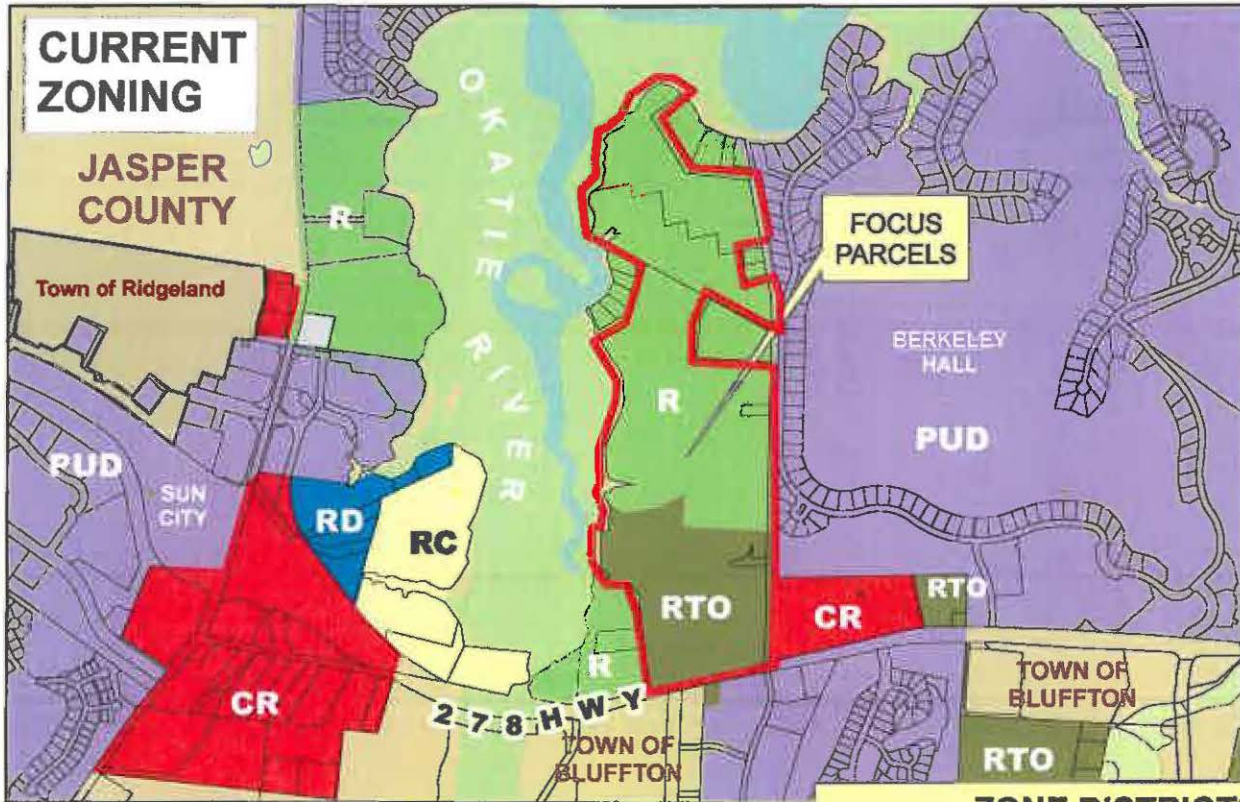 CURRENT
ZONING
JASPER
COUNTY
Town of Ridgeland
R
OKATIE RIVER
FOCUS
PARCELS
BERKELEY
HALL
PUD
R
PUD
SUN
CITY
RD
RC
RTO
CR
RTO
R
CR
278 HWY
TOWN OF
BLUFFTON
TOWN OF
BLUFFTON
RTO